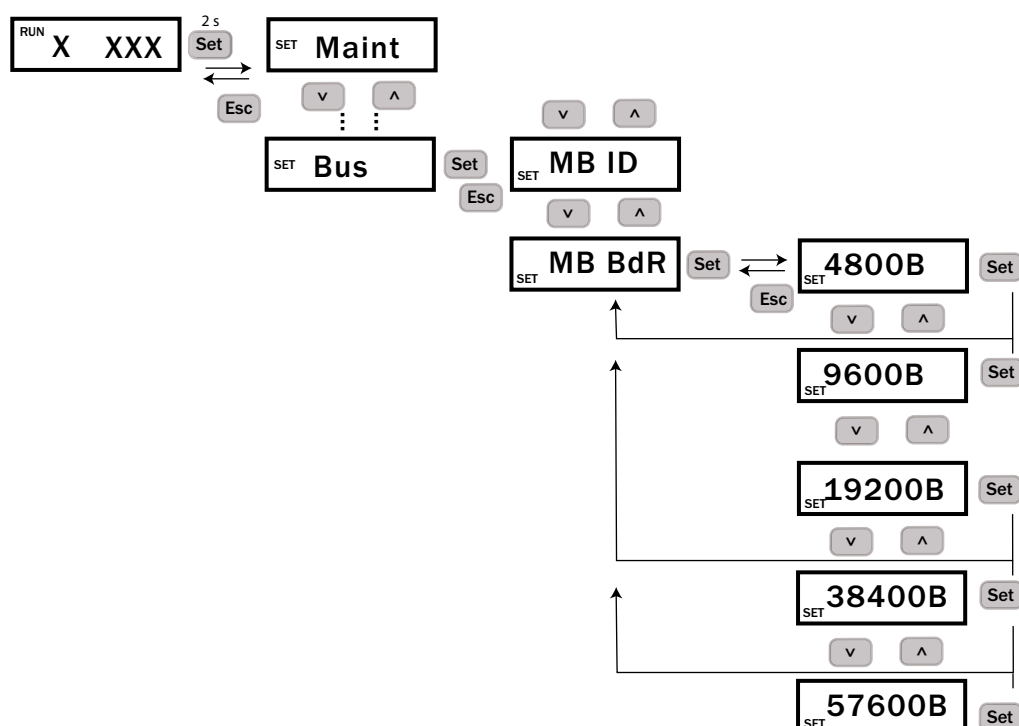 2 s
RUN X XXX Set SET Maint
Esc ˅ ˄
˅ ˄
SET Bus Set SET MB ID
Esc
˅ ˄
SET MB BdR Set SET 4800B Set
Esc
˅ ˄
SET 9600B Set
˅ ˄
SET 19200B Set
˅ ˄
SET 38400B Set
˅ ˄
SET 57600B Set